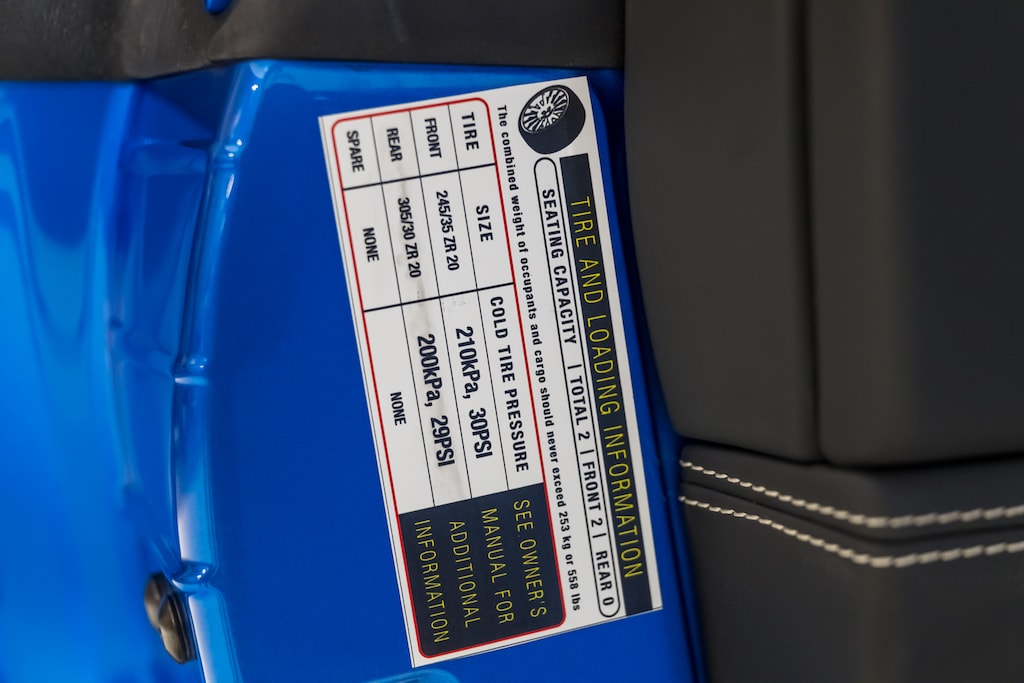 TIRE AND LOADING INFORMATION
SEATING CAPACITY | TOTAL 2 | FRONT 2 | REAR 0
The combined weight of occupants and cargo should never exceed 253 kg or 558 lbs
TIRE SIZE COLD TIRE PRESSURE
FRONT 245/35 ZR 20 210kPa, 30PSI
REAR 305/30 ZR 20 200kPa, 29PSI
SPARE NONE NONE
SEE OWNER'S
MANUAL FOR
ADDITIONAL
INFORMATION